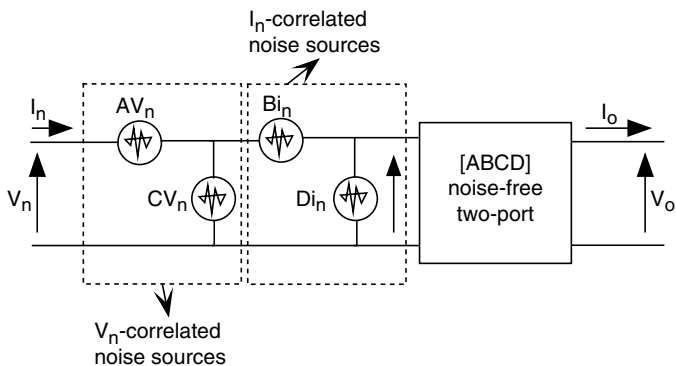 Iₙ-correlated
noise sources
Iₙ
AVₙ
Biₙ
Iₒ
[ABCD]
noise-free
two-port
Vₙ
CVₙ
Diₙ
Vₒ
Vₙ-correlated
noise sources